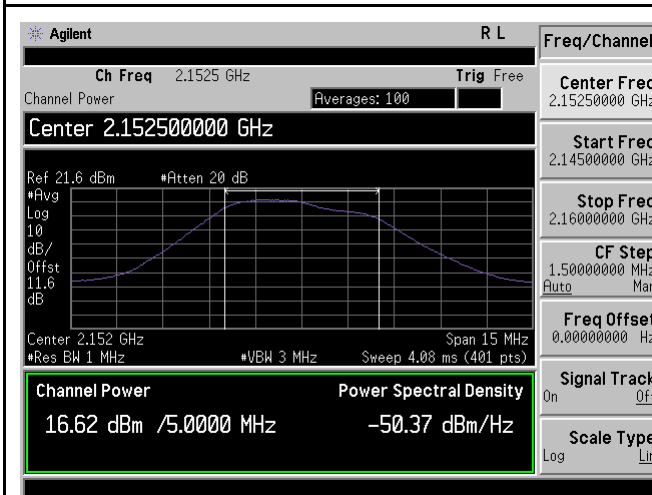 Agilent R L
Ch Freq 2.1525 GHz Trig Free
Channel Power Averages: 100
Center 2.152500000 GHz
Ref 21.6 dBm #Atten 20 dB
#Avg
Log
10
dB/
Offst
11.6
dB
Center 2.152 GHz Span 15 MHz
#Res BW 1 MHz #VBW 3 MHz Sweep 4.08 ms (401 pts)
Channel Power Power Spectral Density
16.62 dBm /5.0000 MHz -50.37 dBm/Hz
Freq/Channel
Center Freq
2.15250000 GHz
Start Freq
2.14500000 GHz
Stop Freq
2.16000000 GHz
CF Step
1.50000000 MHz
Auto Man
Freq Offset
0.00000000 Hz
Signal Track
On Off
Scale Type
Log Lin